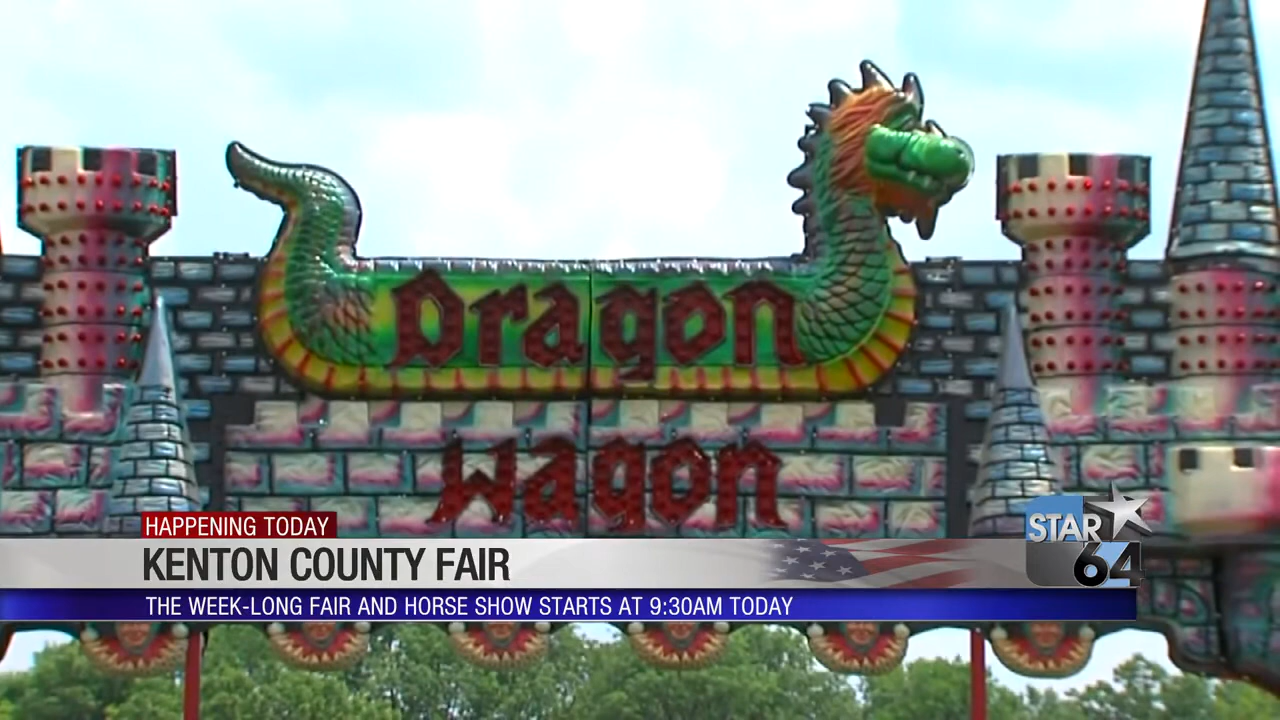 Dragon
Wagon
HAPPENING TODAY
KENTON COUNTY FAIR
THE WEEK-LONG FAIR AND HORSE SHOW STARTS AT 9:30AM TODAY
STAR
64